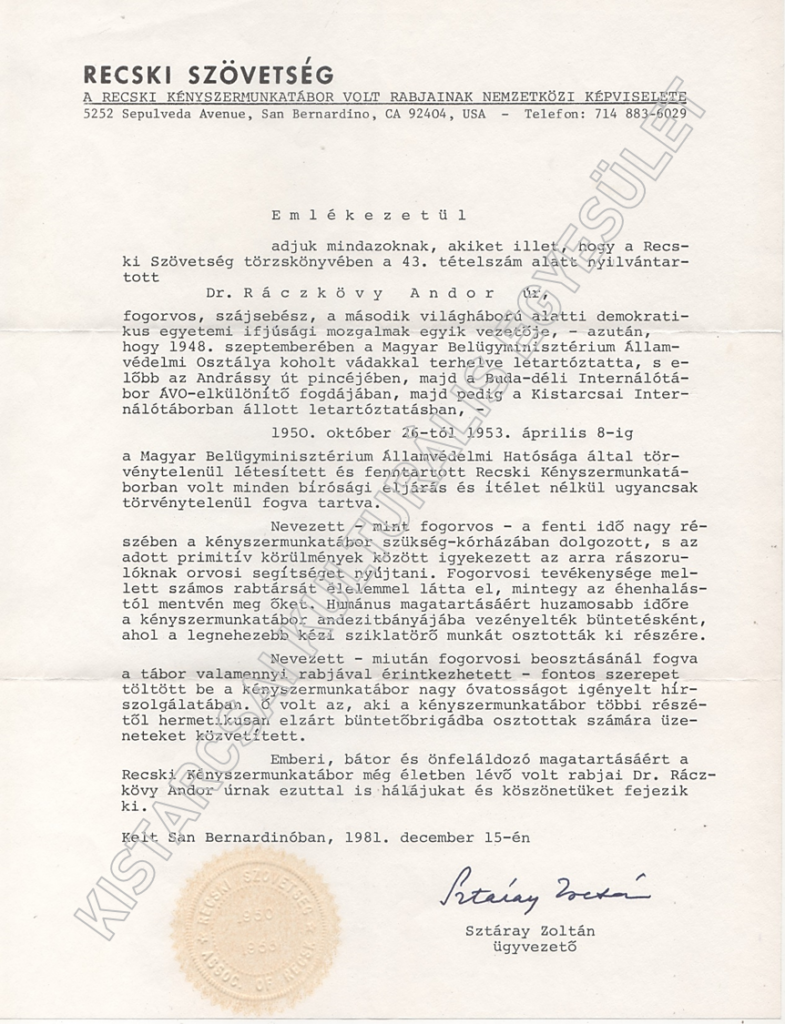 RECSKI SZÖVETSÉG
A RECSKI KÉNYSZERMUNKATÁBOR VOLT RABJAINAK NEMZETKÖZI KÉPVISELETE
5252 Sepulveda Avenue, San Bernardino, CA 92404, USA - Telefon: 714 883-6029
Emlékezetül
adjuk mindazoknak, akiket illet, hogy a Recs-
ki Szövetség törzskönyvében a 43. tételszám alatt nyilvántar-
tott
Dr. Ráczkövy Andor úr,
fogorvos, szájsebész, a második világháború alatti demokrati-
kus egyetemi ifjúsági mozgalmak egyik vezetője, - azután,
hogy 1948. szeptemberében a Magyar Belügyminisztérium Állam-
védelmi Osztálya koholt vádakkal terhelve letartóztatta, s e-
lőbb az Andrássy út pincéjében, majd a Buda-déli Internálótá-
bor ÁVO-elkülönítő fogdájában, majd pedig a Kistarcsai Inter-
nálótáborban állott letartóztatásban, -
1950. október 26-tól 1953. április 8-ig
a Magyar Belügyminisztérium Államvédelmi Hatósága által tör-
vénytelenül létesített és fenntartott Recski Kényszermunkatá-
borban volt minden bírósági eljárás és itélet nélkül ugyancsak
törvénytelenül fogva tartva.
Nevezett - mint fogorvos - a fenti idő nagy ré-
szében a kényszermunkatábor szükség-kórházában dolgozott, s az
adott primitív körülmények között igyekezett az arra rászoru-
lóknak orvosi segítséget nyújtani. Fogorvosi tevékenysége mel-
lett számos rabtársát élelemmel látta el, mintegy az éhenhalás-
tól mentvén meg őket. Humánus magatartásáért huzamosabb időre
a kényszermunkatábor andezitbányájába vezényelték büntetésként,
ahol a legnehezebb kézi sziklatörő munkát osztották ki részére.
Nevezett - miután fogorvosi beosztásánál fogva
a tábor valamennyi rabjával érintkezhetett - fontos szerepet
töltött be a kényszermunkatábor nagy óvatosságot igényelt hír-
szolgálatában. Ő volt az, aki a kényszermunkatábor többi részé-
től hermetikusan elzárt büntetőbrigádba osztottak számára üze-
neteket közvetített.
Emberi, bátor és önfeláldozó magatartásáért a
Recski Kényszermunkatábor még életben lévő volt rabjai Dr. Rácz-
kövy Andor úrnak ezuttal is hálájukat és köszönetüket fejezik
ki.
Kelt San Bernardinóban, 1981. december 15-én
Sztáray Zoltán
Sztáray Zoltán
ügyvezető
RECSKI SZÖVETSÉG
ASSOC. OF RECSK
KISTARCSAI KULTURÁLIS EGYESÜLET